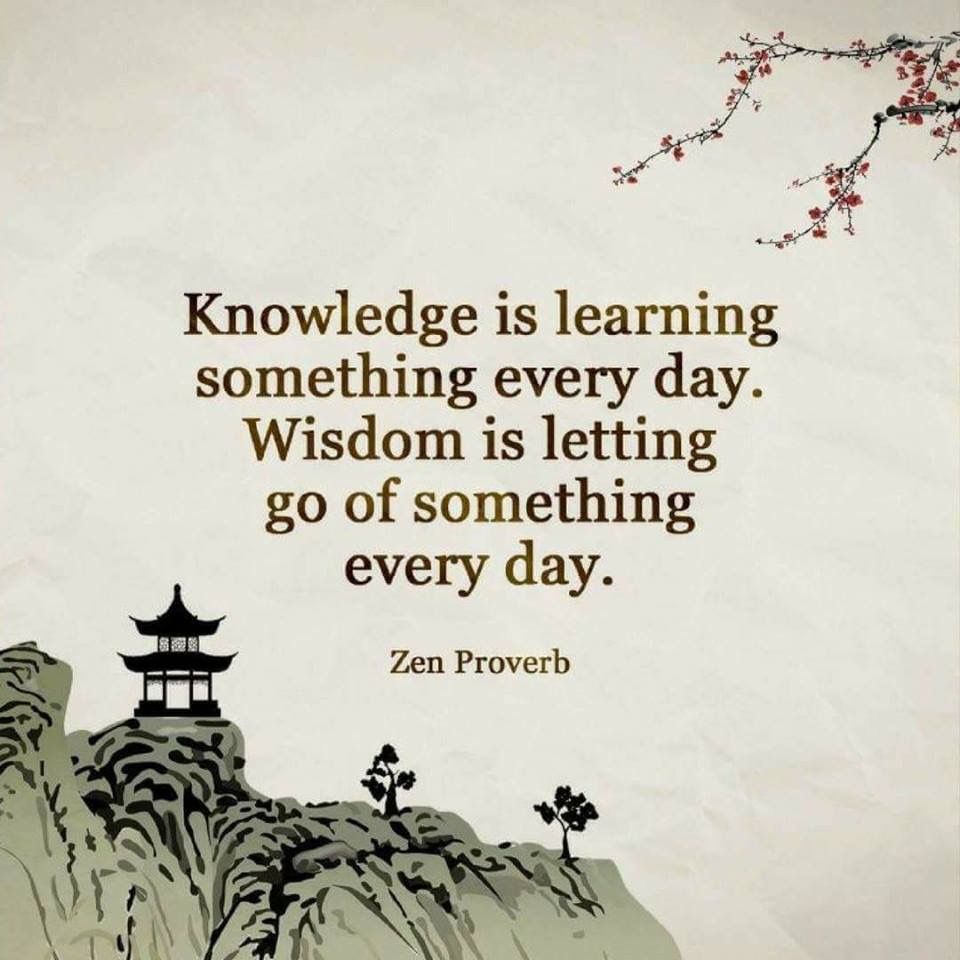 Knowledge is learning
something every day.
Wisdom is letting
go of something
every day.
Zen Proverb